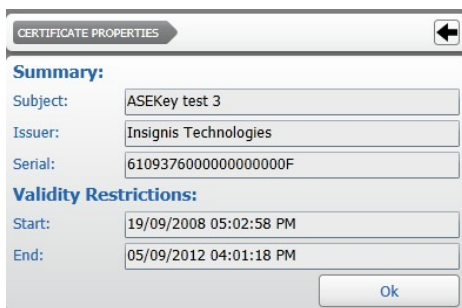 CERTIFICATE PROPERTIES
Summary:
Subject: ASEKey test 3
Issuer: Insignis Technologies
Serial: 6109376000000000000F
Validity Restrictions:
Start: 19/09/2008 05:02:58 PM
End: 05/09/2012 04:01:18 PM
Ok